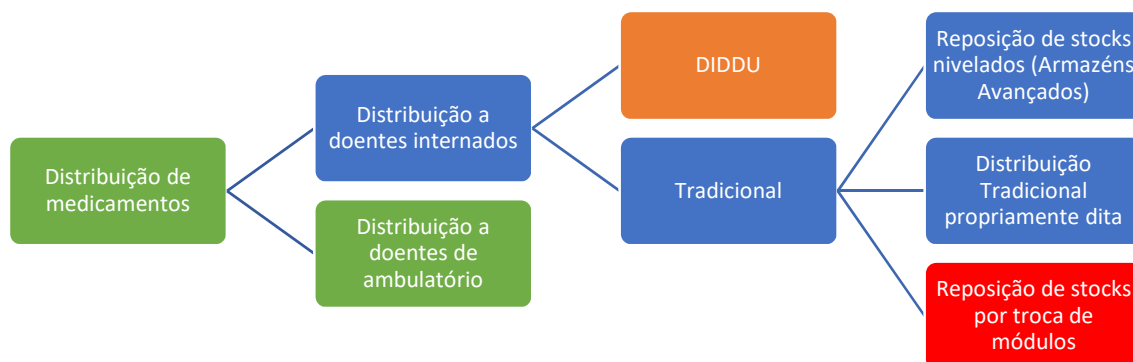 Distribuição de
medicamentos
Distribuição a
doentes internados
Distribuição a
doentes de
ambulatório
DIDDU
Tradicional
Reposição de stocks
nivelados (Armazéns
Avançados)
Distribuição
Tradicional
propriamente dita
Reposição de stocks
por troca de
módulos